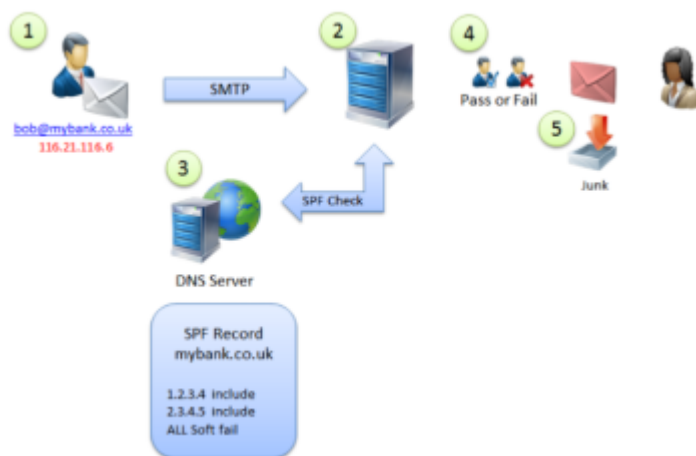 1
2
4
SMTP
Pass or Fail
bob@mybank.co.uk
116.21.116.6
5
3
SPF Check
Junk
DNS Server
SPF Record
mybank.co.uk
1.2.3.4 include
2.3.4.5 include
ALL Soft fail